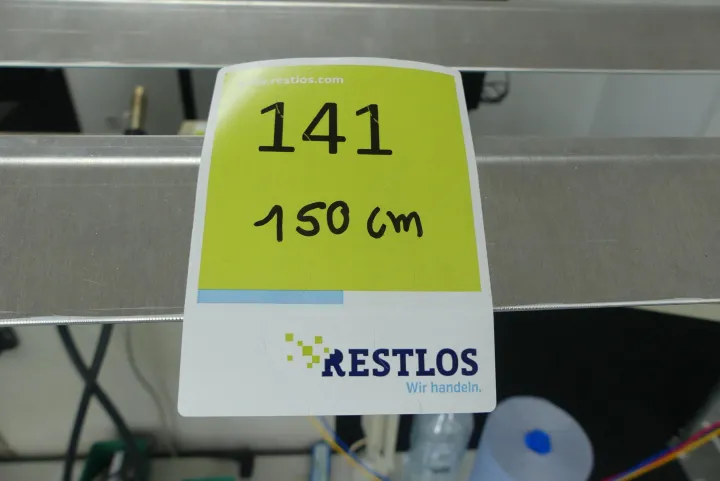 restlos.com
141
150 cm
RESTLOS
Wir handeln.